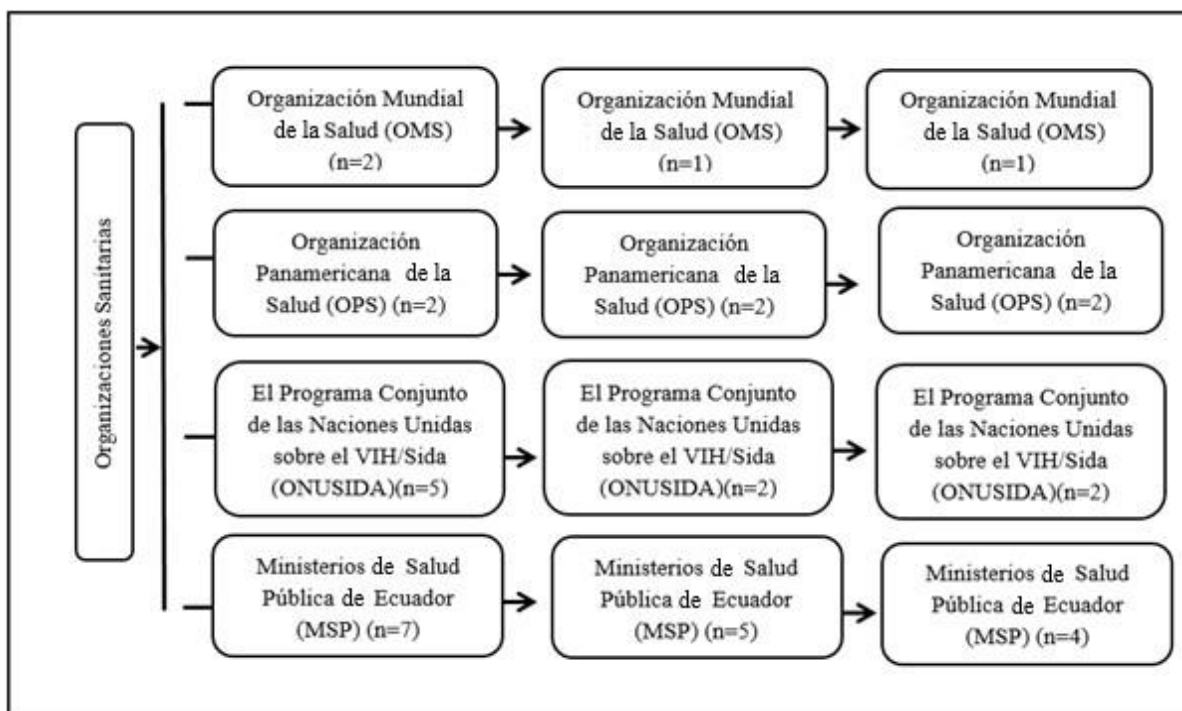 Organizaciones Sanitarias
Organización Mundial
de la Salud (OMS)
(n=2)
Organización Mundial
de la Salud (OMS)
(n=1)
Organización Mundial
de la Salud (OMS)
(n=1)
Organización
Panamericana de la
Salud (OPS) (n=2)
Organización
Panamericana de la
Salud (OPS) (n=2)
Organización
Panamericana de la
Salud (OPS) (n=2)
El Programa Conjunto
de las Naciones Unidas
sobre el VIH/Sida
(ONUSIDA)(n=5)
El Programa Conjunto
de las Naciones Unidas
sobre el VIH/Sida
(ONUSIDA)(n=2)
El Programa Conjunto
de las Naciones Unidas
sobre el VIH/Sida
(ONUSIDA)(n=2)
Ministerios de Salud
Pública de Ecuador
(MSP) (n=7)
Ministerios de Salud
Pública de Ecuador
(MSP) (n=5)
Ministerios de Salud
Pública de Ecuador
(MSP) (n=4)